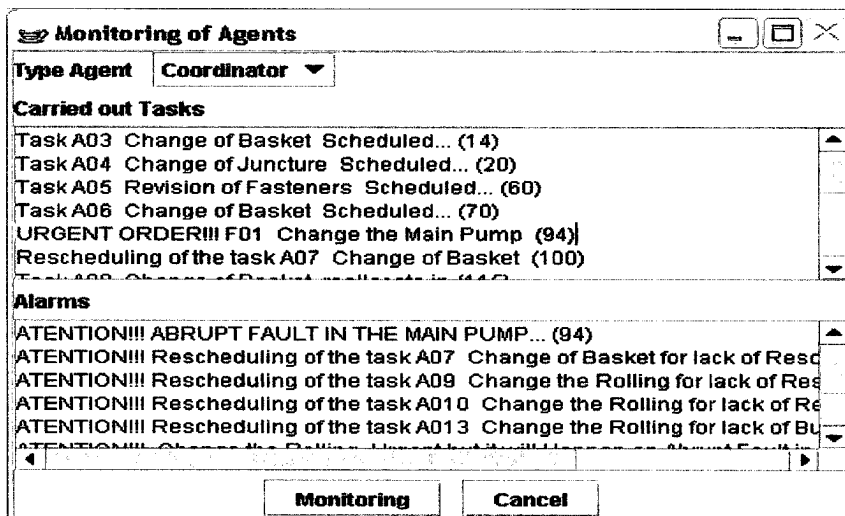 Monitoring of Agents
Type Agent Coordinator
Carried out Tasks
Task A03 Change of Basket Scheduled... (14)
Task A04 Change of Juncture Scheduled... (20)
Task A05 Revision of Fasteners Scheduled... (60)
Task A06 Change of Basket Scheduled... (70)
URGENT ORDER!!! F01 Change the Main Pump (94)
Rescheduling of the task A07 Change of Basket (100)
Alarms
ATENTION!!! ABRUPT FAULT IN THE MAIN PUMP... (94)
ATENTION!!! Rescheduling of the task A07 Change of Basket for lack of Resc
ATENTION!!! Rescheduling of the task A09 Change the Rolling for lack of Res
ATENTION!!! Rescheduling of the task A010 Change the Rolling for lack of Re
ATENTION!!! Rescheduling of the task A013 Change the Rolling for lack of Bu
Monitoring Cancel